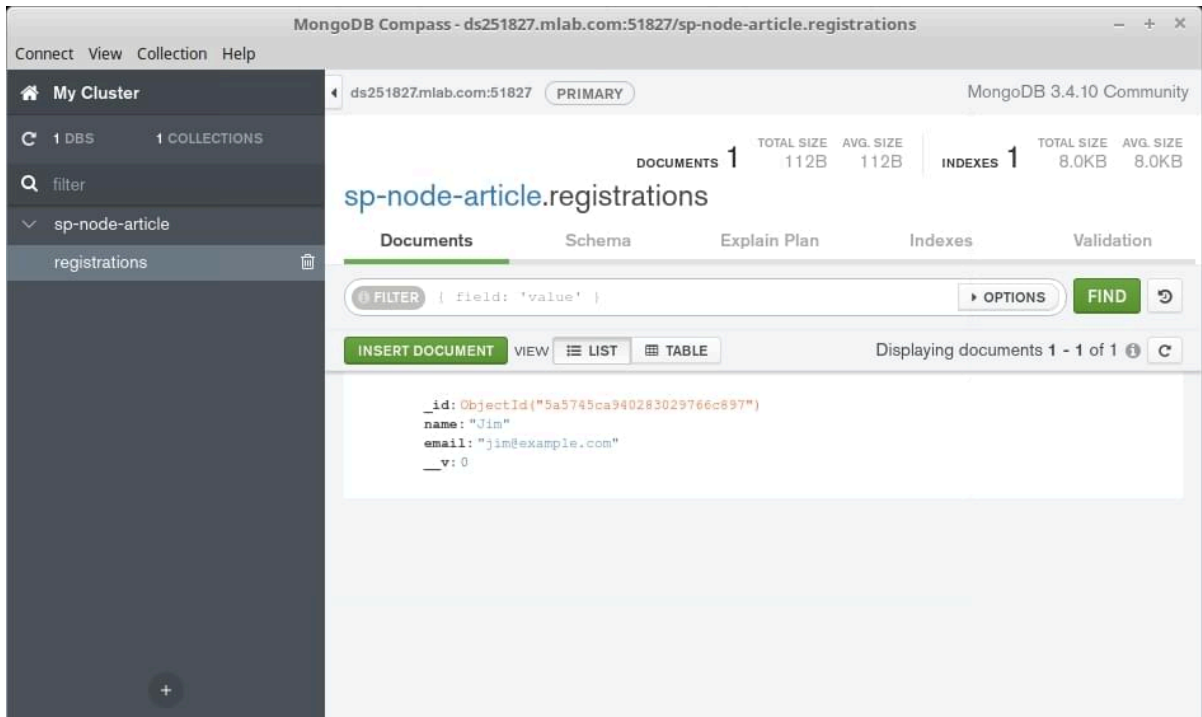 MongoDB Compass - ds251827.mlab.com:51827/sp-node-article.registrations
Connect View Collection Help
My Cluster
1 DBS 1 COLLECTIONS
filter
sp-node-article
registrations
ds251827.mlab.com:51827 PRIMARY MongoDB 3.4.10 Community
DOCUMENTS 1 TOTAL SIZE 112B AVG. SIZE 112B INDEXES 1 TOTAL SIZE 8.0KB AVG. SIZE 8.0KB
sp-node-article.registrations
Documents Schema Explain Plan Indexes Validation
FILTER { field: 'value' } OPTIONS FIND
INSERT DOCUMENT VIEW LIST TABLE Displaying documents 1 - 1 of 1
_id: ObjectId("5a5745ca940283029766c897")
name: "Jim"
email: "jim@example.com"
__v: 0